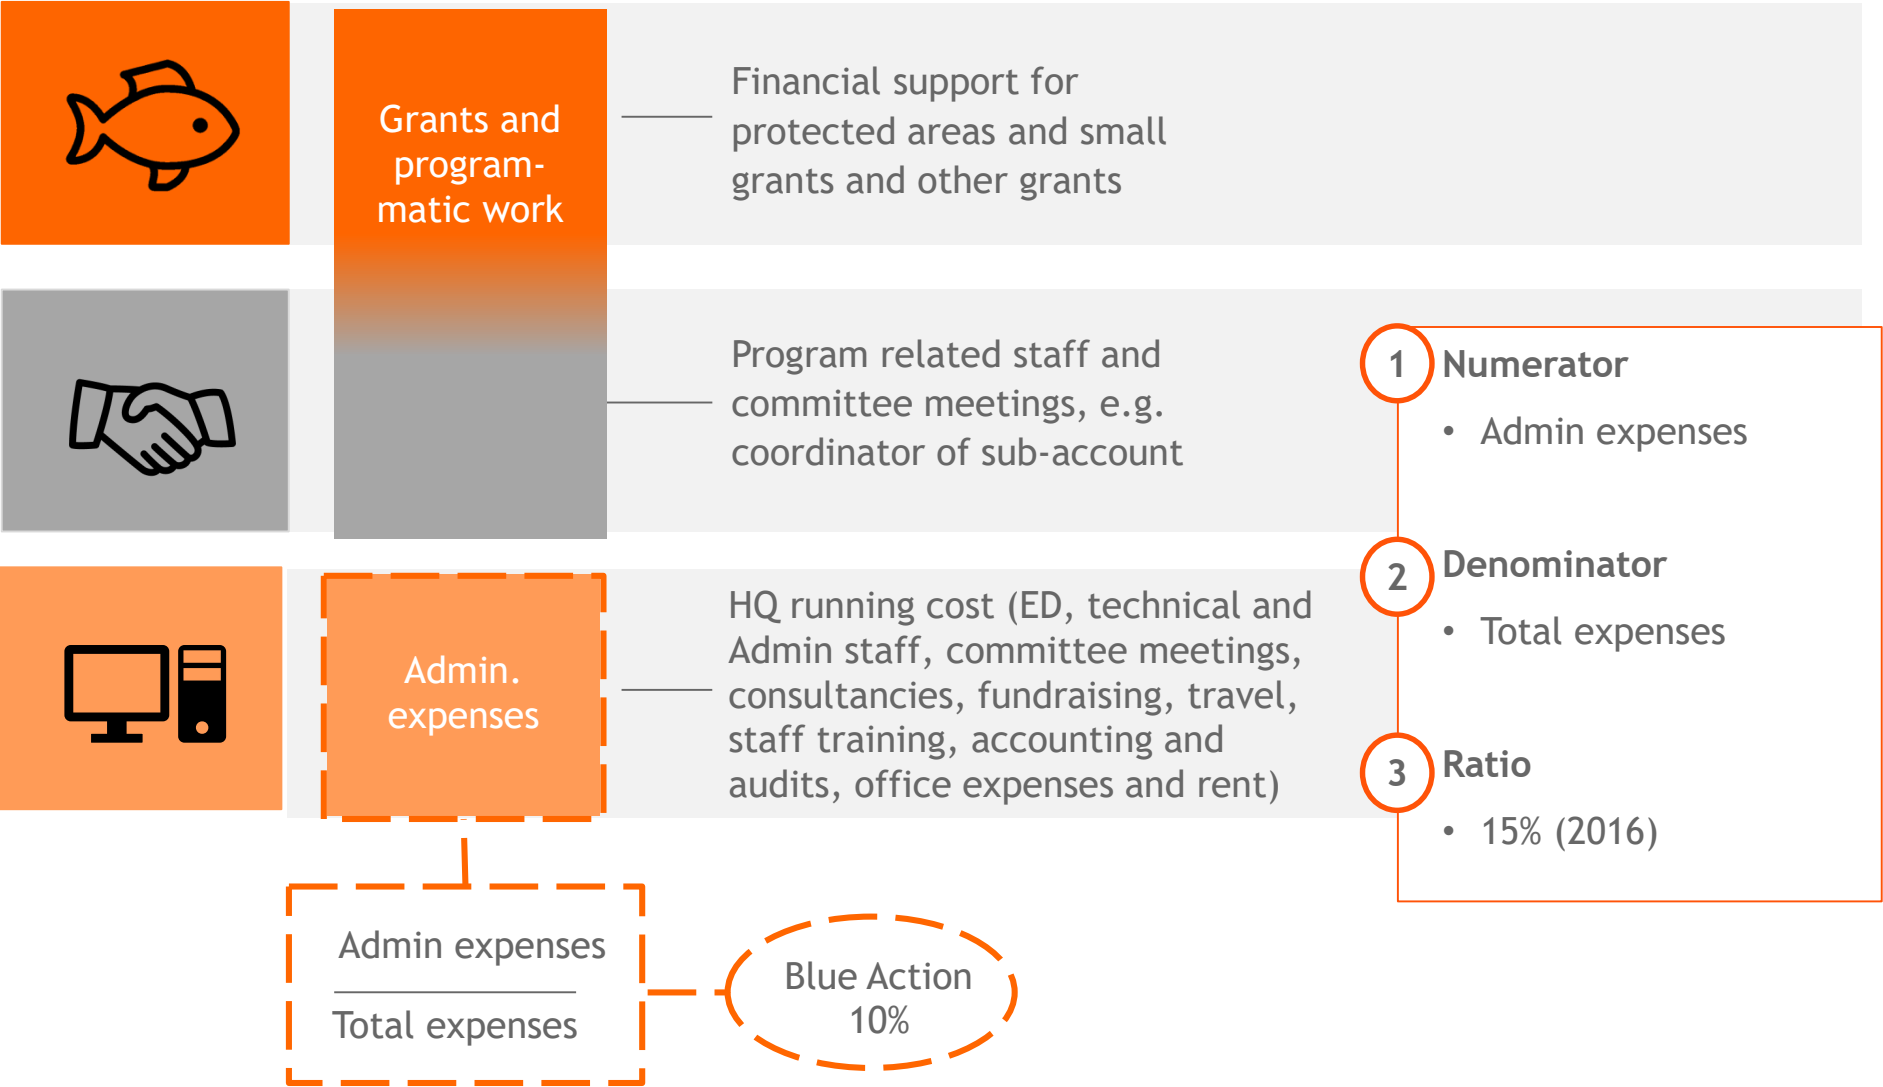 Grants and
program-
matic work
Financial support for
protected areas and small
grants and other grants
Program related staff and
committee meetings, e.g.
coordinator of sub-account
Admin.
expenses
HQ running cost (ED, technical and
Admin staff, committee meetings,
consultancies, fundraising, travel,
staff training, accounting and
audits, office expenses and rent)
1 Numerator
• Admin expenses
2 Denominator
• Total expenses
3 Ratio
• 15% (2016)
Admin expenses
Total expenses
Blue Action
10%